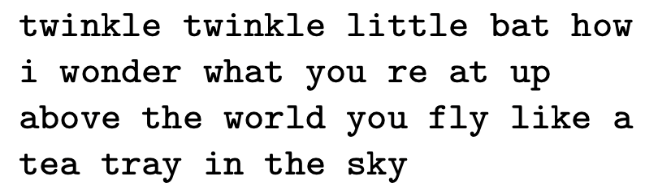 twinkle twinkle little bat how
i wonder what you re at up
above the world you fly like a
tea tray in the sky